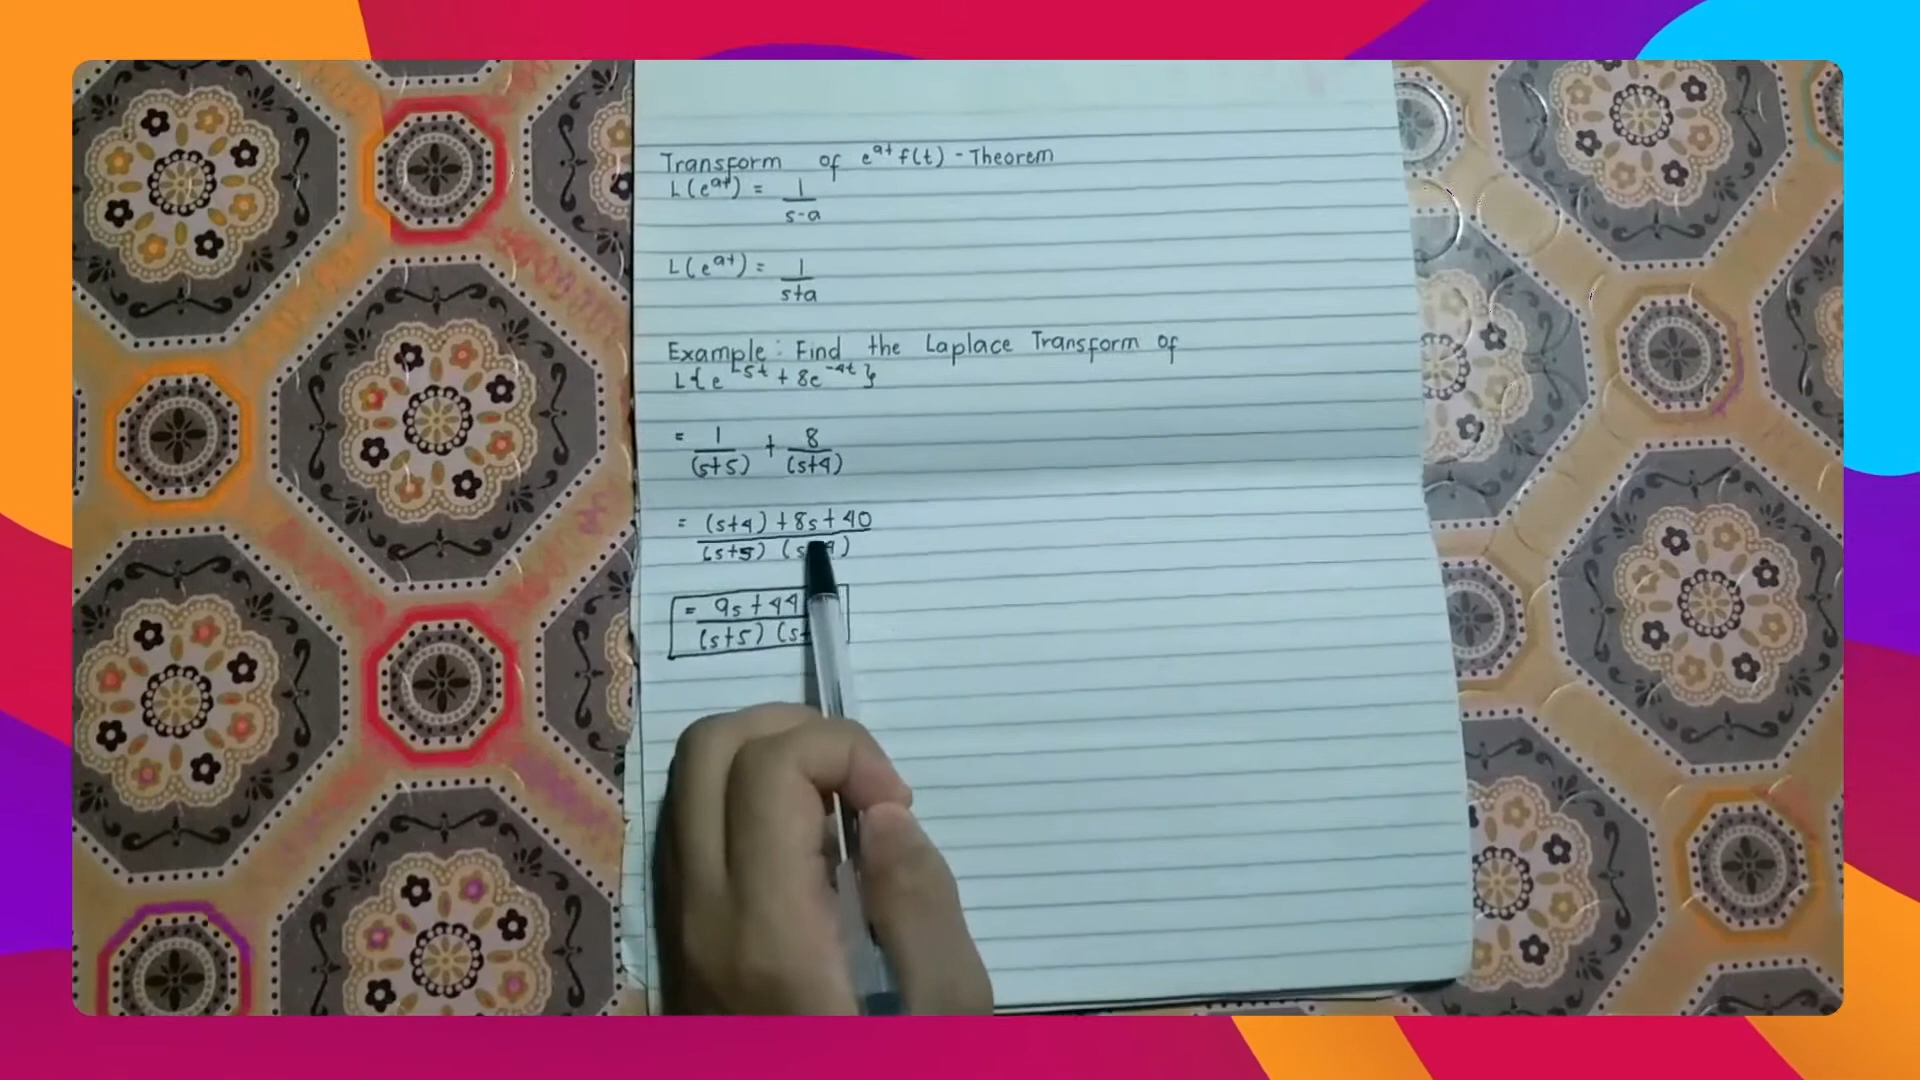 Transform of e^at f(t) - Theorem
L(e^at) = 1/s-a
L(e^at) = 1/s+a
Example: Find the Laplace Transform of
L{e^-5t + 8e^-4t}
= 1/(s+5) + 8/(s+4)
= (s+4) + 8s + 40/(s+5) (s 4)
= 9s + 44/(s+5) (s+